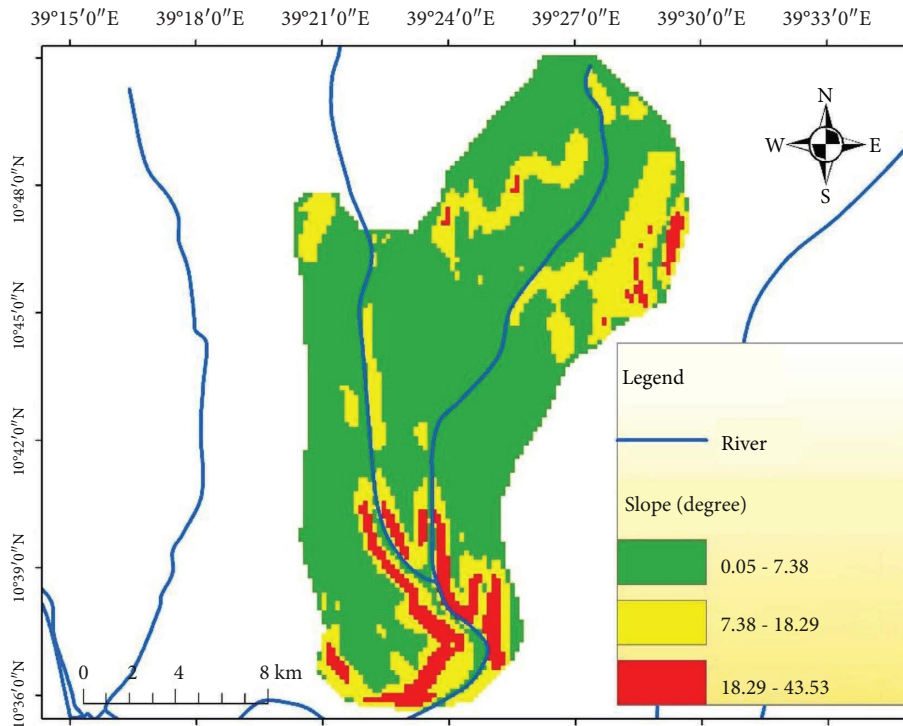 39°15′0″N 39°18′0″N 39°21′0″N 39°24′0″N 39°27′0″N 39°30′0″N 39°33′0″N
10°48′0″N
10°45′0″N
10°42′0″N
10°39′0″N
10°36′0″N
N
W E
S
Legend
River
Slope (degree)
0.05 - 7.38
7.38 - 18.29
18.29 - 43.53
0 2 4 8 km